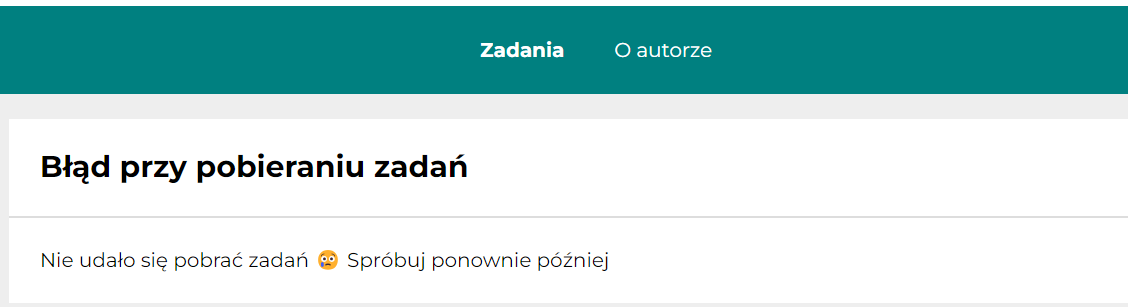 Zadania O autorze
Błąd przy pobieraniu zadań
Nie udało się pobrać zadań 😢 Spróbuj ponownie później